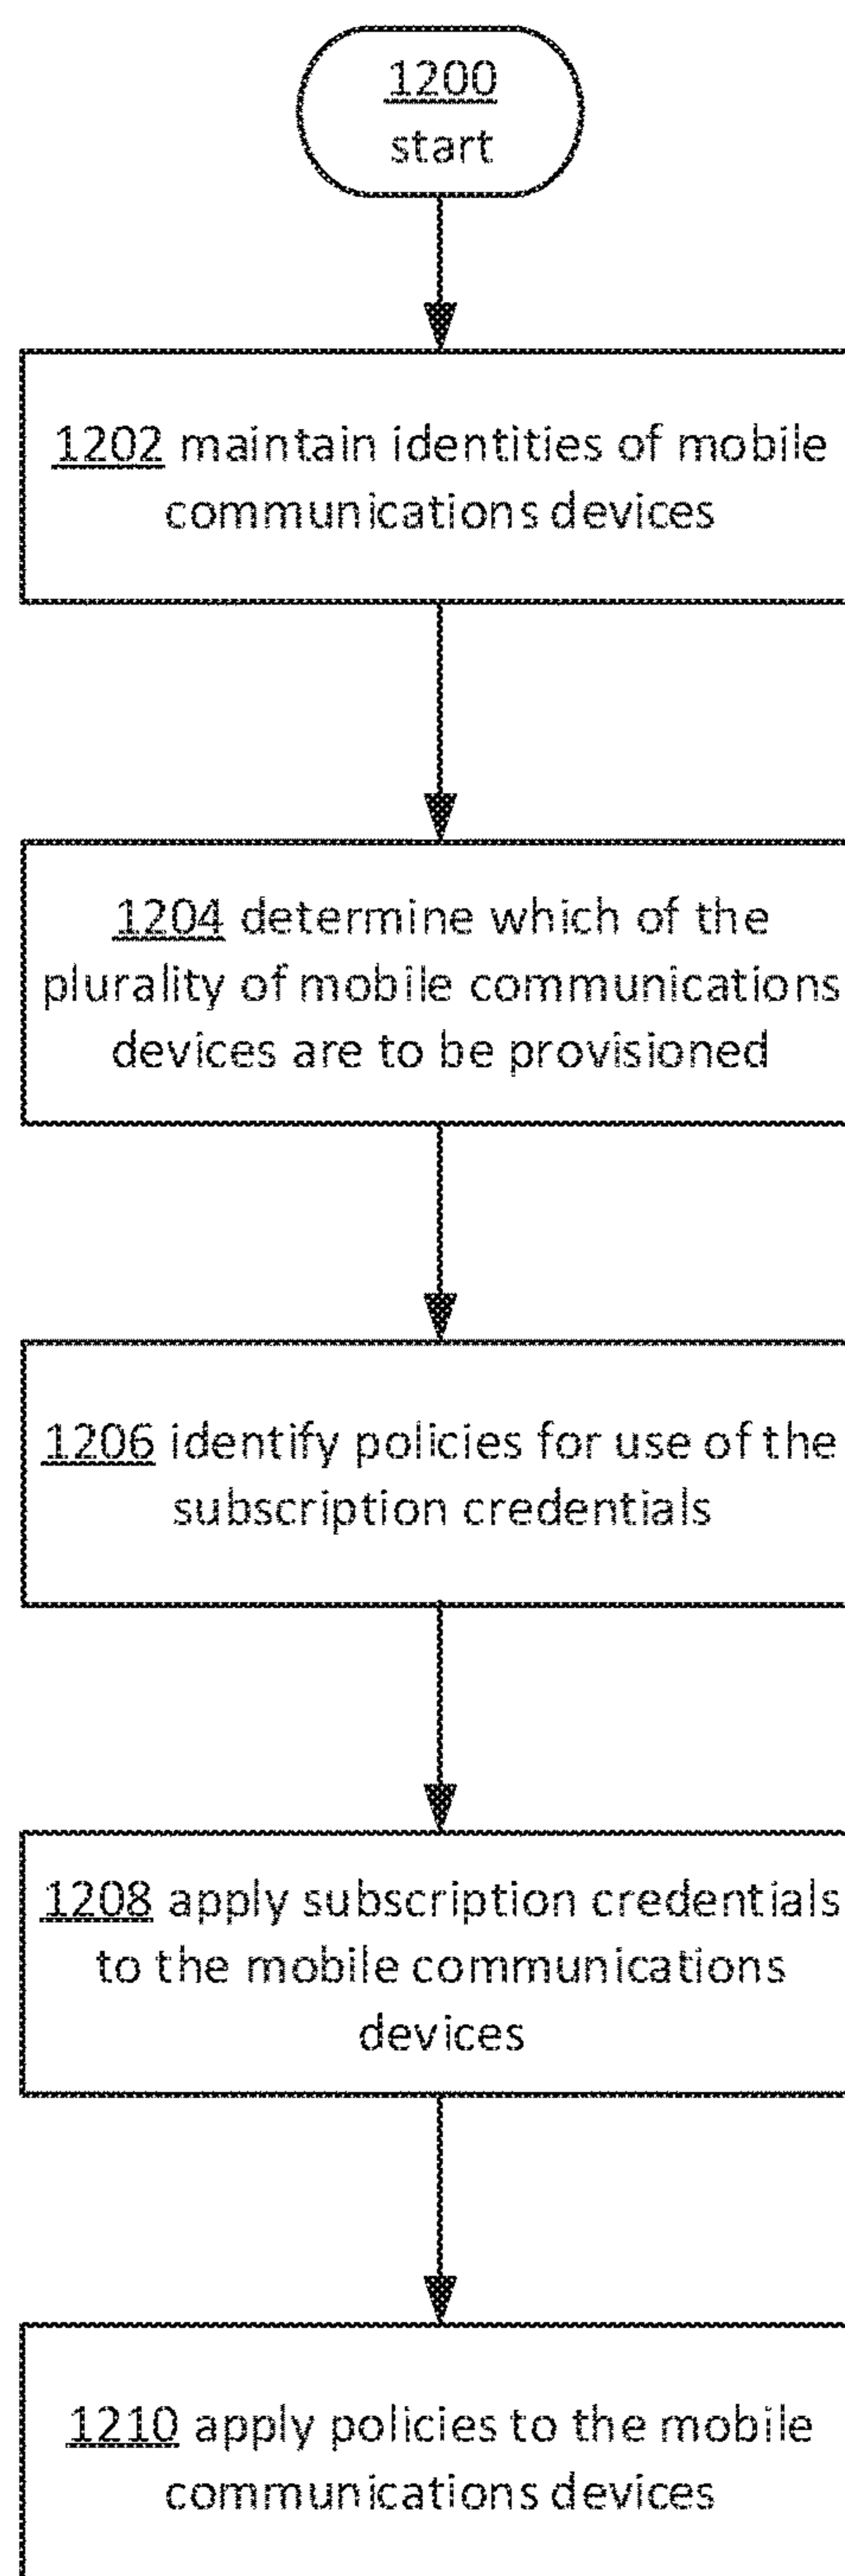 1200
start
1202 maintain identities of mobile
communications devices
1204 determine which of the
plurality of mobile communications
devices are to be provisioned
1206 identify policies for use of the
subscription credentials
1208 apply subscription credentials
to the mobile communications
devices
1210 apply policies to the mobile
communications devices